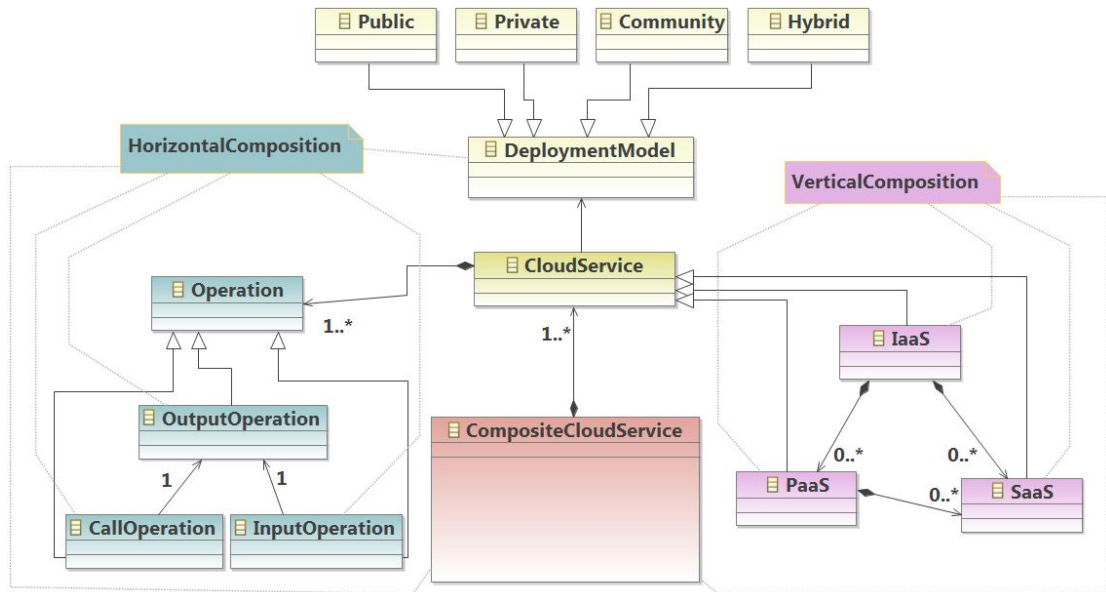 Public
Private
Community
Hybrid
HorizontalComposition
DeploymentModel
VerticalComposition
CloudService
Operation
1..*
1..*
IaaS
OutputOperation
CompositeCloudService
0..*
0..*
1
1
PaaS
0..*
SaaS
CallOperation
InputOperation